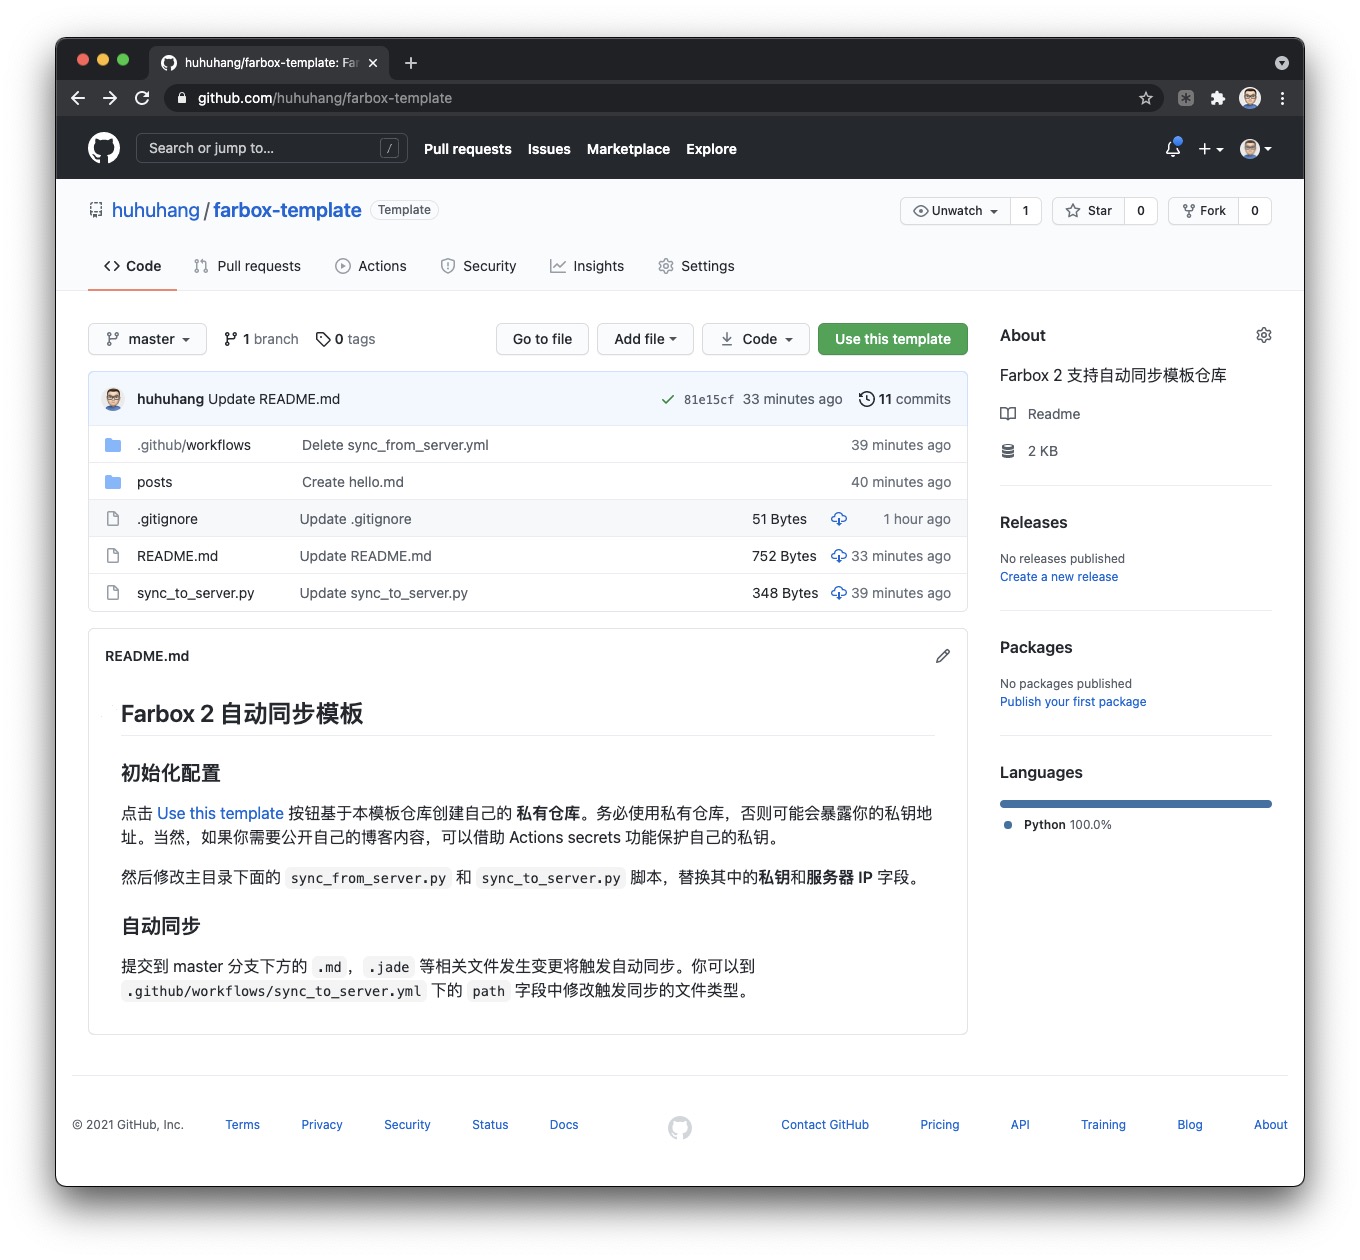 huhuhang/farbox-template: Far
github.com/huhuhang/farbox-template
Search or jump to... /
Pull requests Issues Marketplace Explore
huhuhang / farbox-template Template
Unwatch 1 Star 0 Fork 0
Code Pull requests Actions Security Insights Settings
master 1 branch 0 tags Go to file Add file Code Use this template
huhuhang Update README.md 81e15cf 33 minutes ago 11 commits
.github/workflows Delete sync_from_server.yml 39 minutes ago
posts Create hello.md 40 minutes ago
.gitignore Update .gitignore 51 Bytes 1 hour ago
README.md Update README.md 752 Bytes 33 minutes ago
sync_to_server.py Update sync_to_server.py 348 Bytes 39 minutes ago
README.md
Farbox 2 自动同步模板
初始化配置
点击 Use this template 按钮基于本模板仓库创建自己的 私有仓库。务必使用私有仓库，否则可能会暴露你的私钥地
址。当然，如果你需要公开自己的博客内容，可以借助 Actions secrets 功能保护自己的私钥。
然后修改主目录下面的 sync_from_server.py 和 sync_to_server.py 脚本，替换其中的私钥和服务器 IP 字段。
自动同步
提交到 master 分支下方的 .md ， .jade 等相关文件发生变更将触发自动同步。你可以到
.github/workflows/sync_to_server.yml 下的 path 字段中修改触发同步的文件类型。
About
Farbox 2 支持自动同步模板仓库
Readme
2 KB
Releases
No releases published
Create a new release
Packages
No packages published
Publish your first package
Languages
Python 100.0%
© 2021 GitHub, Inc. Terms Privacy Security Status Docs Contact GitHub Pricing API Training Blog About